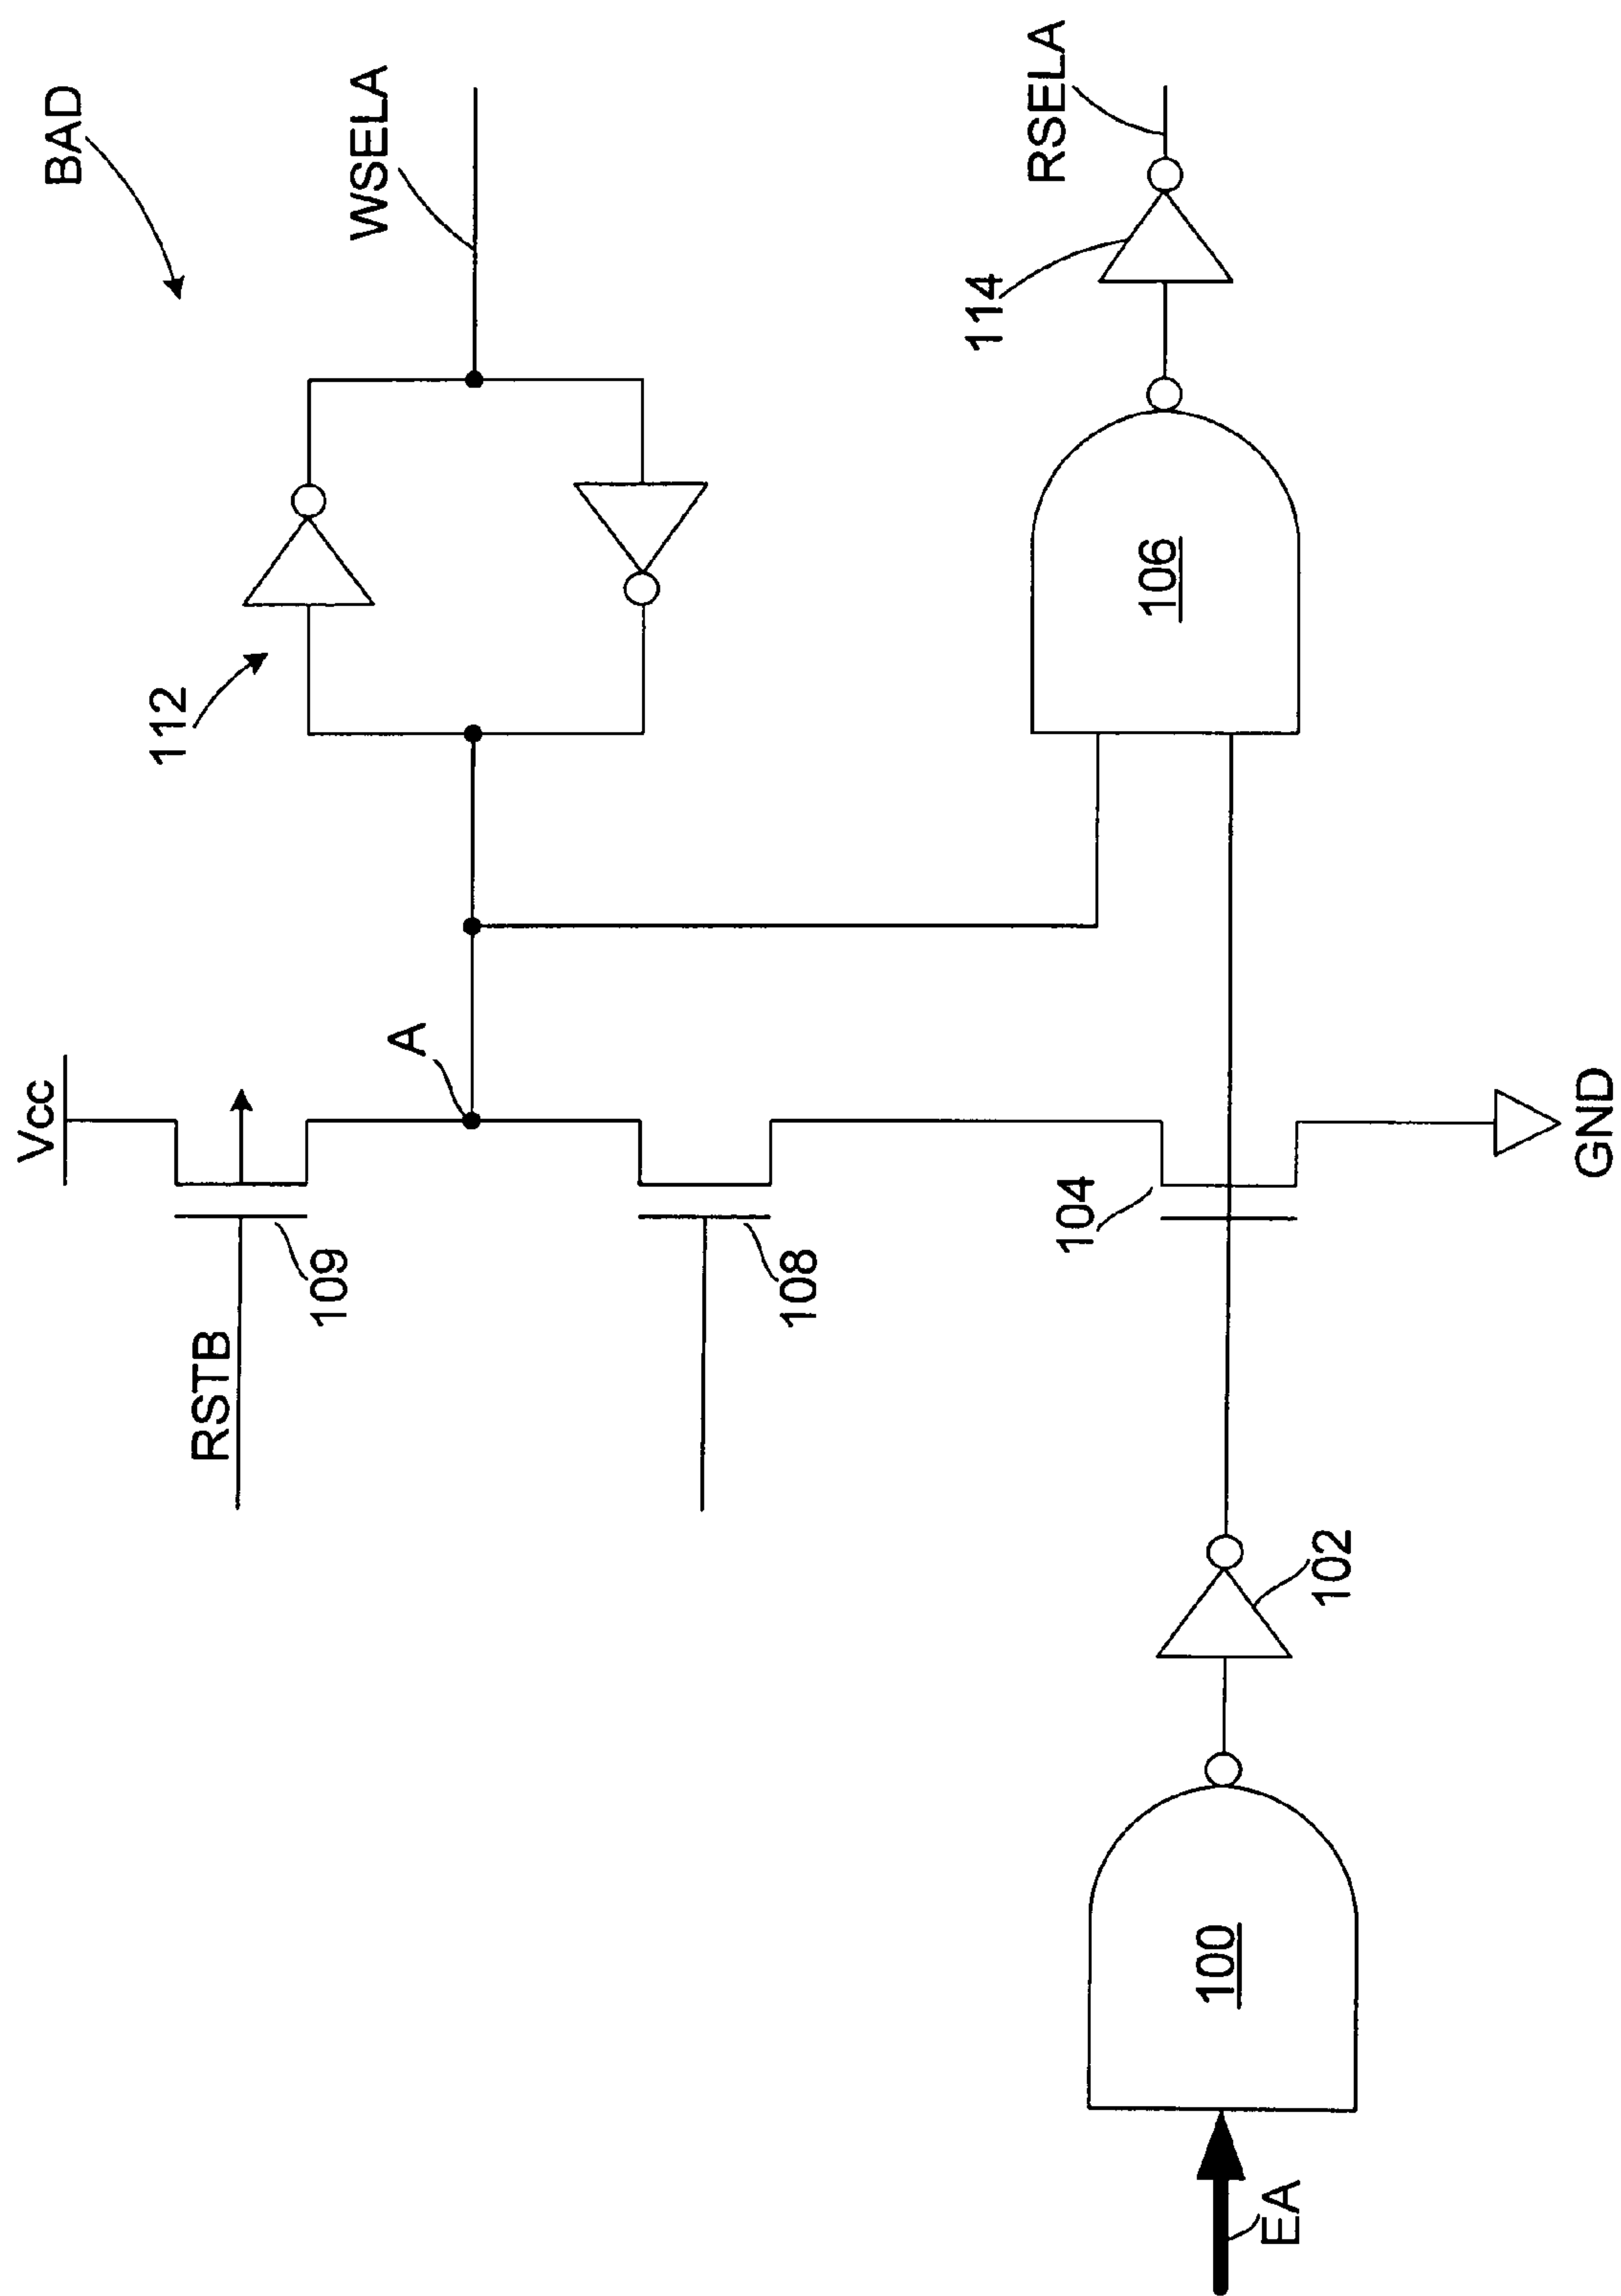 BAD
Vcc
RSTB
109
A
112
WSELA
108
104
GND
106
114
RSELA
EA
100
102